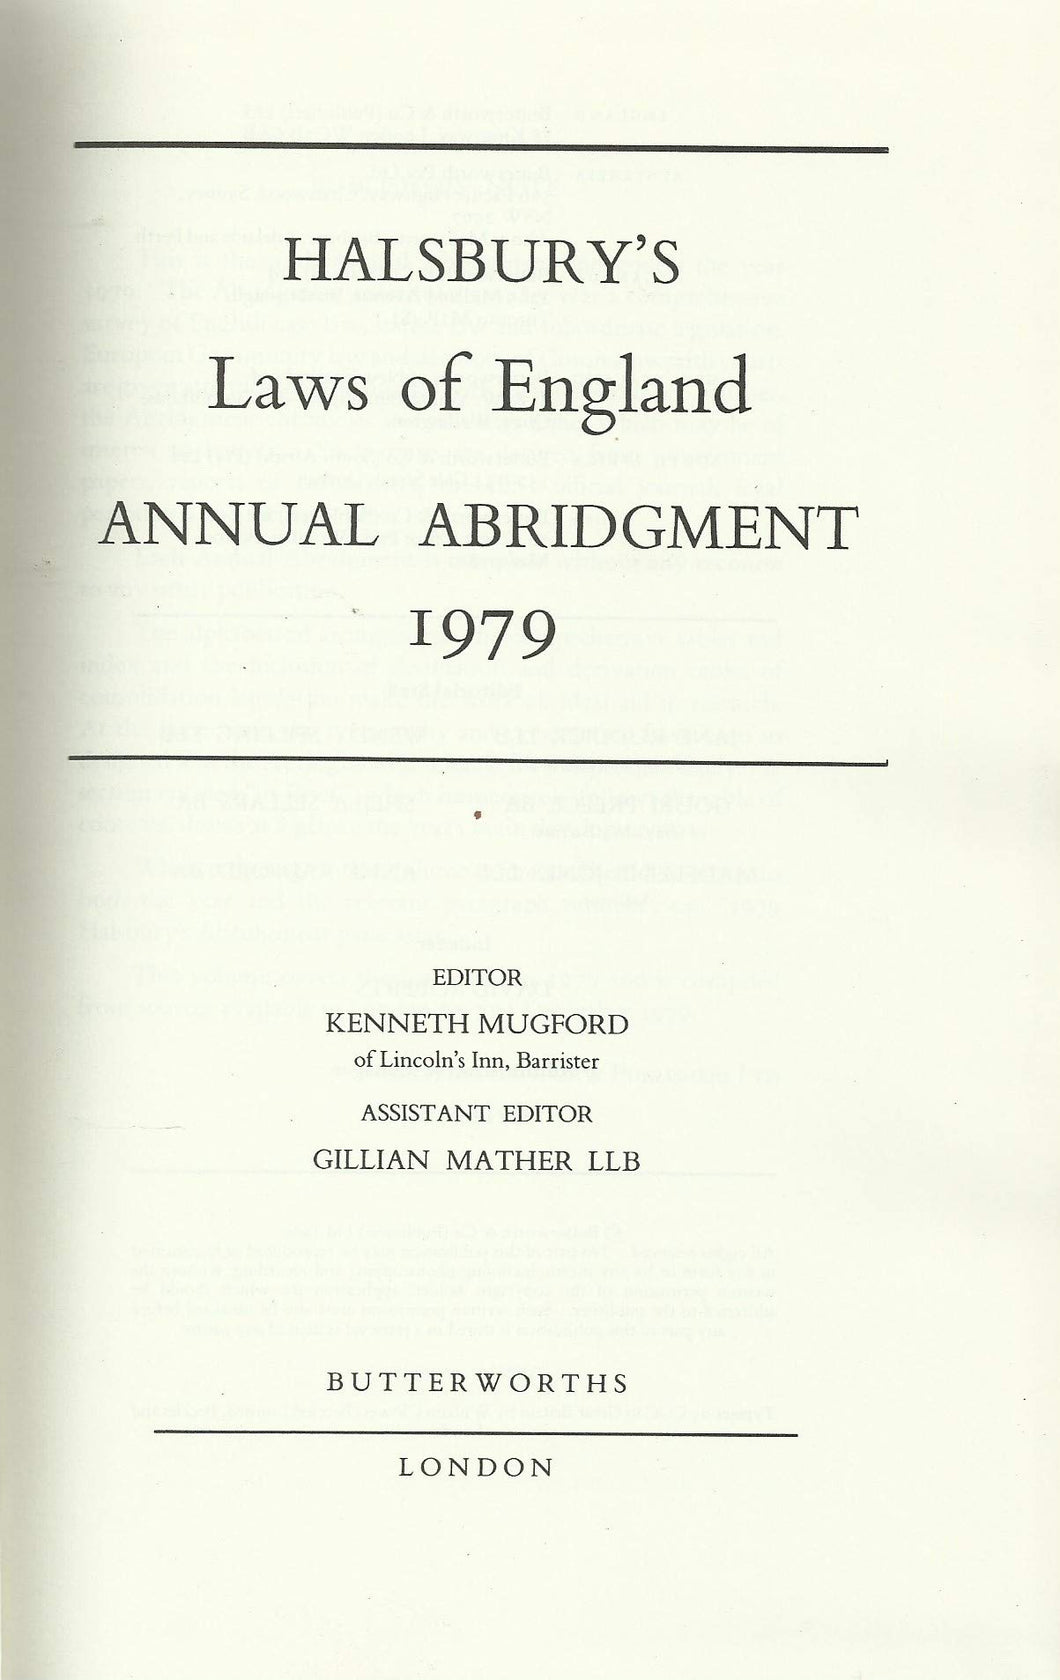 HALSBURY'S
Laws of England
ANNUAL ABRIDGMENT
1979
EDITOR
KENNETH MUGFORD
of Lincoln's Inn, Barrister
ASSISTANT EDITOR
GILLIAN MATHER LLB
BUTTERWORTHS
LONDON